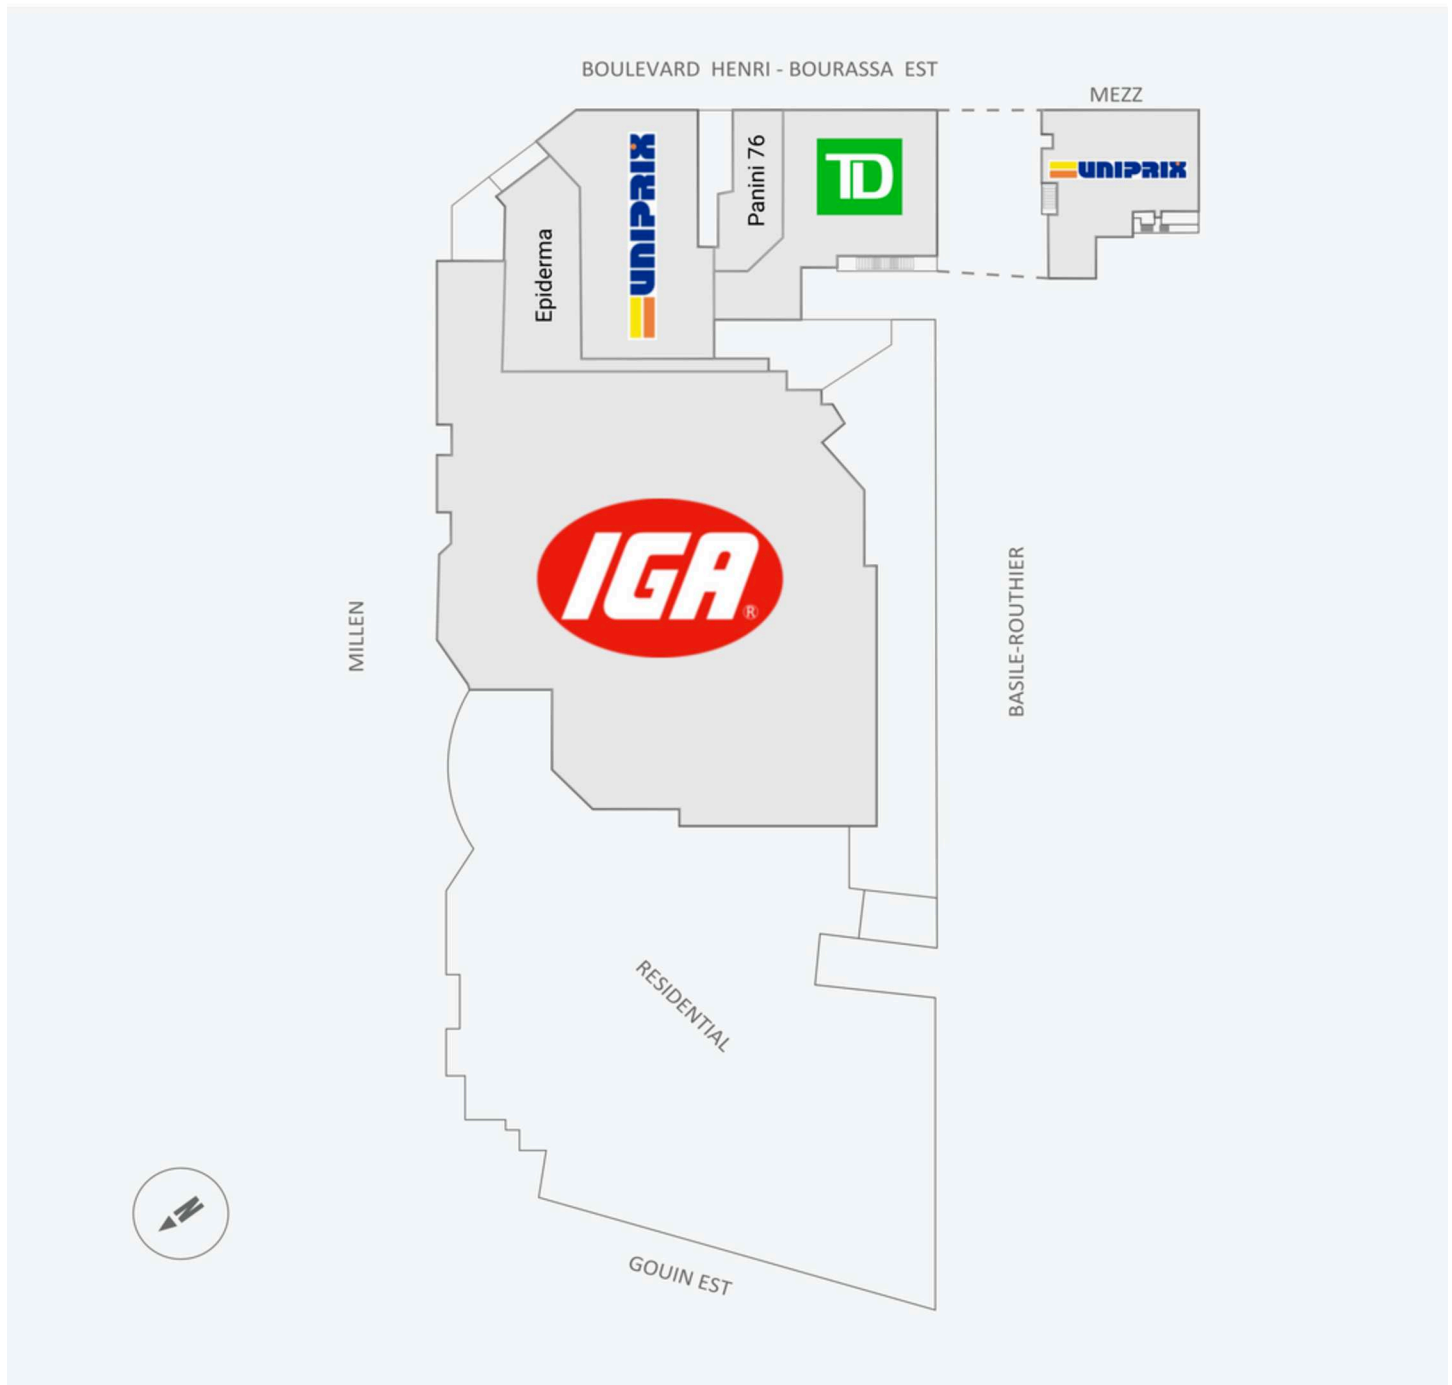 BOULEVARD HENRI - BOURASSA EST
MEZZ
UNIPRIX
Panini 76
TD
UNIPRIX
Epiderma
IGA®
MILLEN
BASILE-ROUTHIER
RESIDENTIAL
N
GOUIN EST